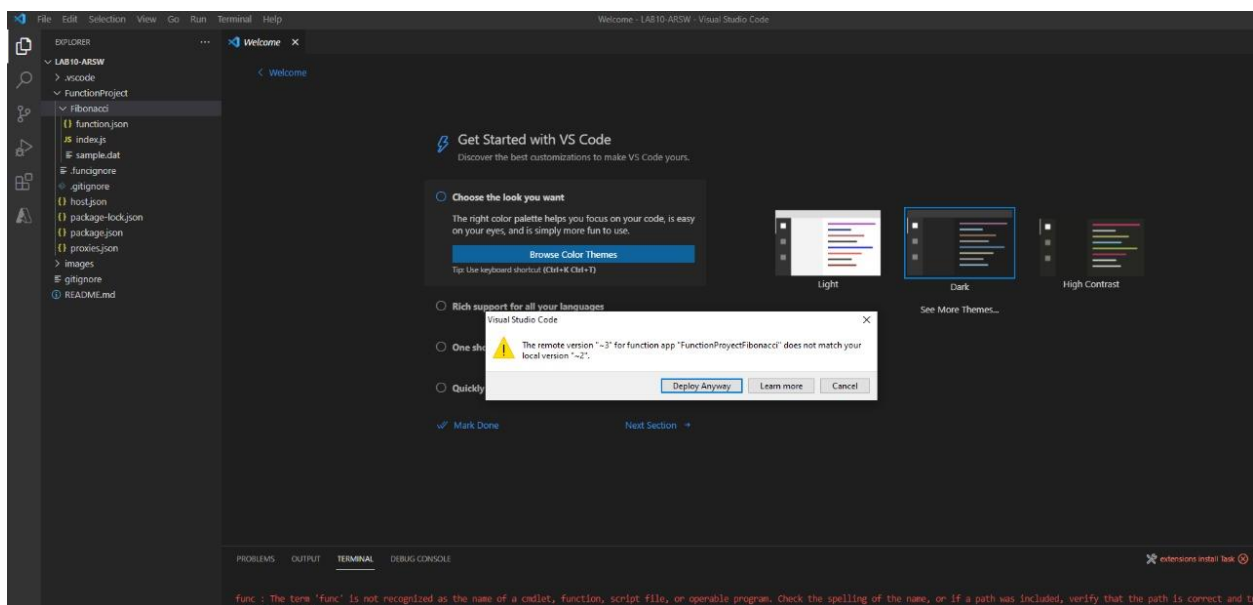 File Edit Selection View Go Run Terminal Help
Welcome - LAB10-ARSW - Visual Studio Code
EXPLORER
Welcome
LAB10-ARSW
.vscode
FunctionProject
Fibonacci
function.json
JS index.js
sample.dat
.funcignore
.gitignore
host.json
package-lock.json
package.json
proxies.json
images
gitignore
README.md
< Welcome
Get Started with VS Code
Discover the best customizations to make VS Code yours.
Choose the look you want
The right color palette helps you focus on your code, is easy
on your eyes, and is simply more fun to use.
Browse Color Themes
Tip: Use keyboard shortcut (Ctrl+K Ctrl+T)
Light
Dark
High Contrast
See More Themes...
Rich support for all your languages
One sho
Quickly
Visual Studio Code
The remote version "~3" for function app "FunctionProyectFibonacci" does not match your
local version "~2".
Deploy Anyway
Learn more
Cancel
Mark Done
Next Section
PROBLEMS OUTPUT TERMINAL DEBUG CONSOLE
extensions install Task
func : The term 'func' is not recognized as the name of a cmdlet, function, script file, or operable program. Check the spelling of the name, or if a path was included, verify that the path is correct and